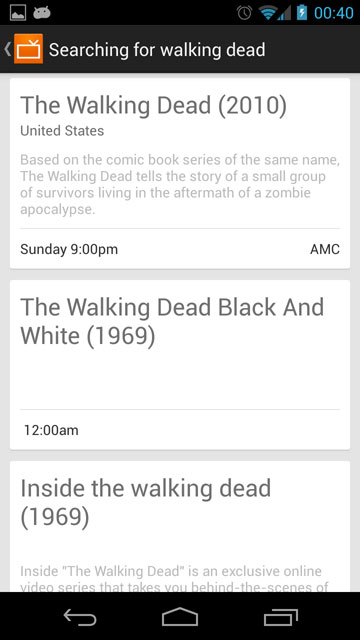 00:40
Searching for walking dead
The Walking Dead (2010)
United States
Based on the comic book series of the same name,
The Walking Dead tells the story of a small group
of survivors living in the aftermath of a zombie
apocalypse.
Sunday 9:00pm AMC
The Walking Dead Black And
White (1969)
12:00am
Inside the walking dead
(1969)
Inside "The Walking Dead" is an exclusive online
video series that takes you behind-the-scenes of